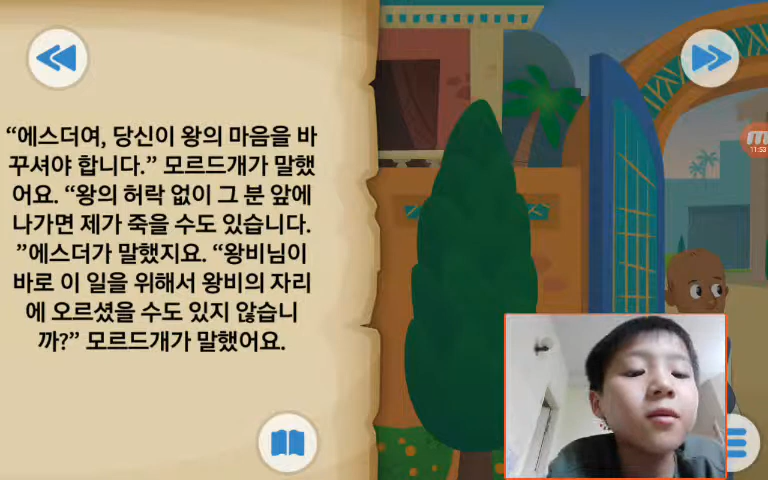 “에스더여, 당신이 왕의 마음을 바
꾸셔야 합니다.” 모르드개가 말했
어요. “왕의 허락 없이 그 분 앞에
나가면 제가 죽을 수도 있습니다.
”에스더가 말했지요. “왕비님이
바로 이 일을 위해서 왕비의 자리
에 오르셨을 수도 있지 않습니
까?” 모르드개가 말했어요.
11:53